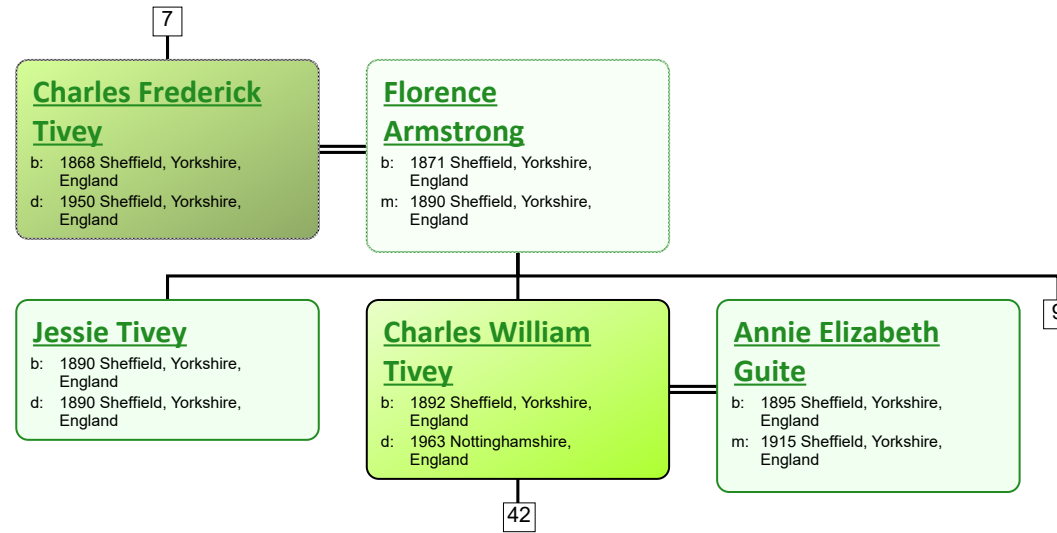 7
Charles Frederick
Tivey
b: 1868 Sheffield, Yorkshire,
England
d: 1950 Sheffield, Yorkshire,
England
Florence
Armstrong
b: 1871 Sheffield, Yorkshire,
England
m: 1890 Sheffield, Yorkshire,
England
Jessie Tivey
b: 1890 Sheffield, Yorkshire,
England
d: 1890 Sheffield, Yorkshire,
England
Charles William
Tivey
b: 1892 Sheffield, Yorkshire,
England
d: 1963 Nottinghamshire,
England
Annie Elizabeth
Guite
b: 1895 Sheffield, Yorkshire,
England
m: 1915 Sheffield, Yorkshire,
England
42